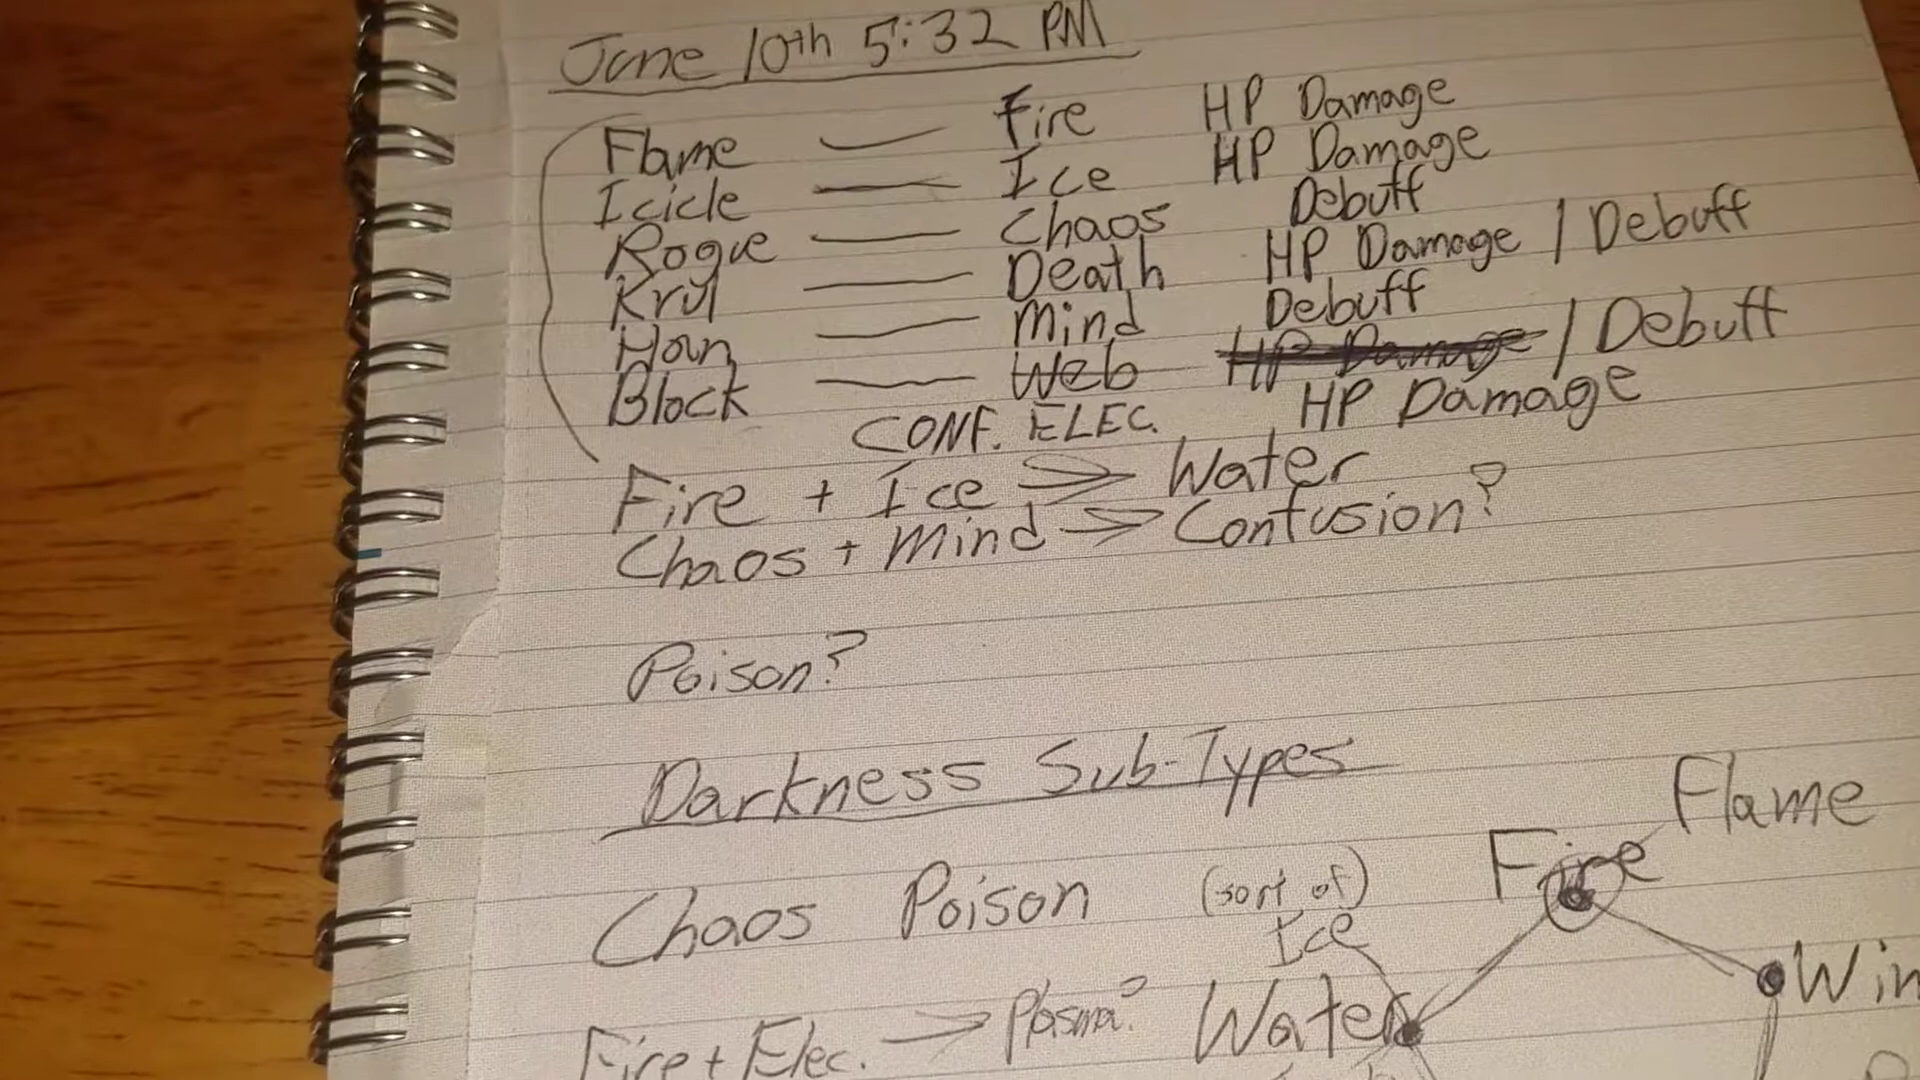 June 10th 5:32 PM
Flame — Fire HP Damage
Icicle — Ice HP Damage
Rogue — Chaos Debuff
Krul — Death HP Damage / Debuff
Han — Mind Debuff
Block — Web HP Damage / Debuff
CONF. ELEC. HP Damage
Fire + Ice → Water
Chaos + Mind → Confusion?
Poison?
Darkness Sub-Types
Flame
Fire
Chaos Poison (sort of)
Ice
Win
Fire + Elec. → Plasma? Water